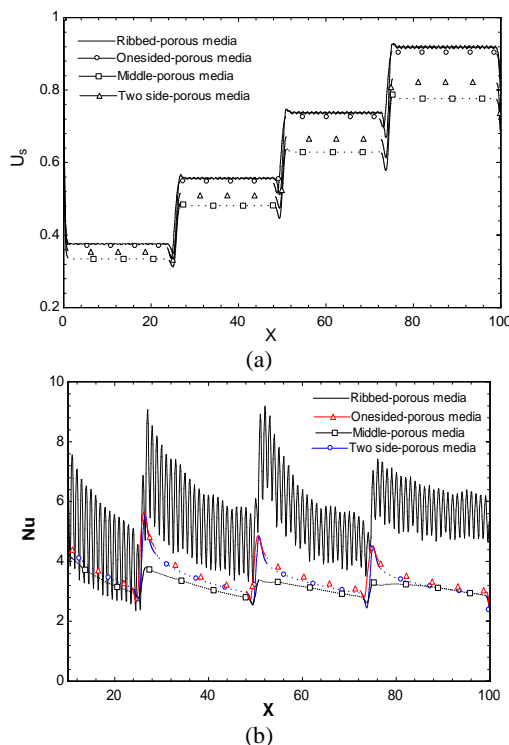 1
Ribbed-porous media
Onesided-porous media
Middle-porous media
Two side-porous media
0.8
Us
0.6
0.4
0.2
0 20 40 60 80 100
X
(a)
10
Ribbed-porous media
Onesided-porous media
Middle-porous media
Two side-porous media
8
6
Nu
4
2
0
20 40 60 80 100
X
(b)